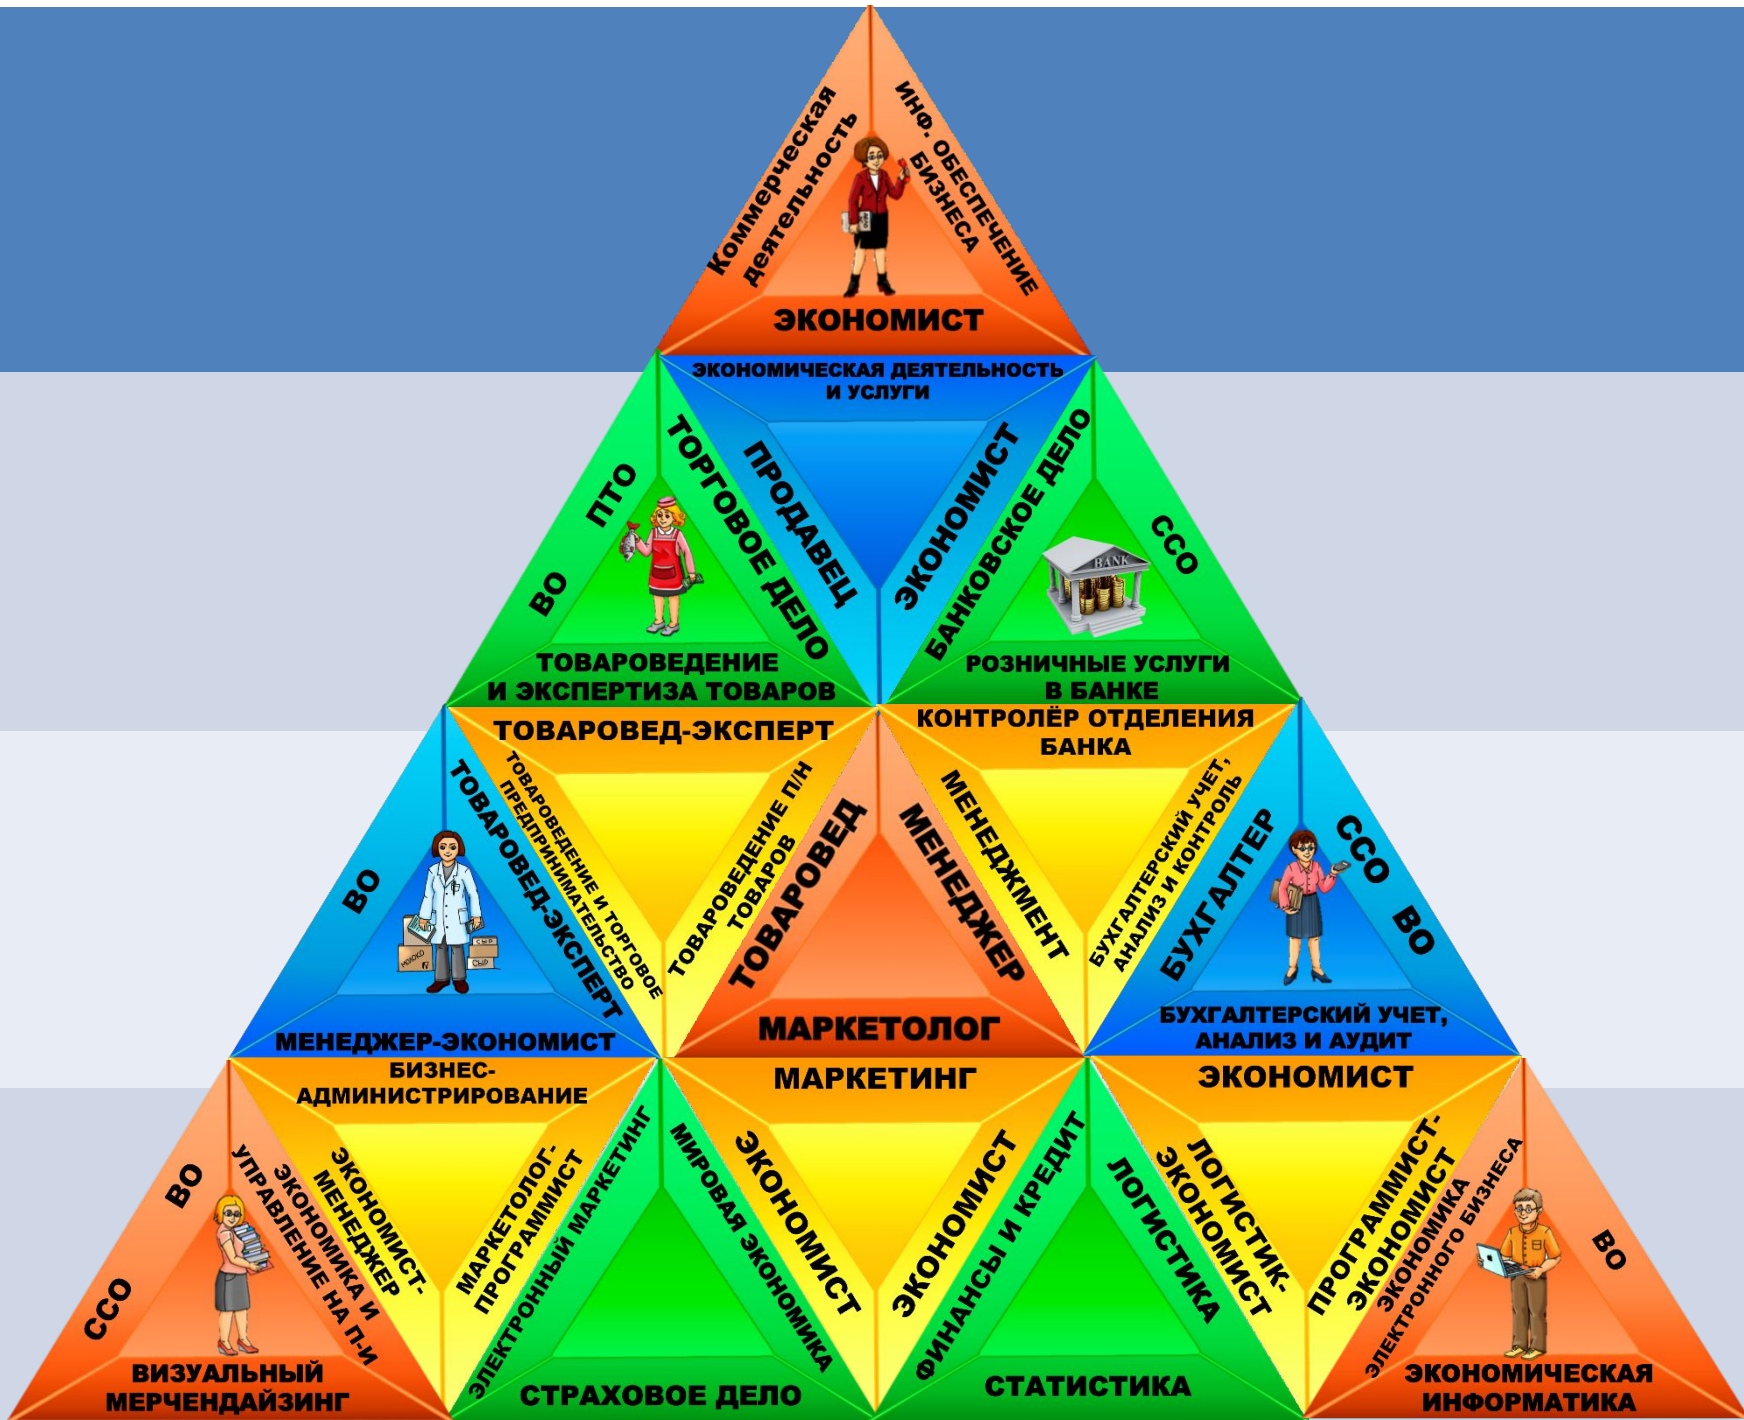 Коммерческая
деятельность
ИНФ. ОБЕСПЕЧЕНИЕ
БИЗНЕСА
ЭКОНОМИСТ
ЭКОНОМИЧЕСКАЯ ДЕЯТЕЛЬНОСТЬ
И УСЛУГИ
ВО ПТО
ТОРГОВОЕ ДЕЛО
ТОВАРОВЕДЕНИЕ
И ЭКСПЕРТИЗА ТОВАРОВ
ПРОДАВЕЦ
ЭКОНОМИСТ
БАНКОВСКОЕ ДЕЛО
BANK
ССО
РОЗНИЧНЫЕ УСЛУГИ
В БАНКЕ
ВО
ТОВАРОВЕД-ЭКСПЕРТ
МОЛОКО
СЫР
СЫР
МЕНЕДЖЕР-ЭКОНОМИСТ
ТОВАРОВЕД-ЭКСПЕРТ
ТОВАРОВЕДЕНИЕ И ТОРГОВОЕ
ПРЕДПРИНИМАТЕЛЬСТВО
ТОВАРОВЕДЕНИЕ П/Н
ТОВАРОВ
ТОВАРОВЕД
МЕНЕДЖЕР
МАРКЕТОЛОГ
КОНТРОЛЁР ОТДЕЛЕНИЯ
БАНКА
МЕНЕДЖМЕНТ
БУХГАЛТЕРСКИЙ УЧЕТ,
АНАЛИЗ И КОНТРОЛЬ
БУХГАЛТЕР
ССО ВО
БУХГАЛТЕРСКИЙ УЧЕТ,
АНАЛИЗ И АУДИТ
ССО ВО
ЭКОНОМИКА И
УПРАВЛЕНИЕ НА П-И
ВИЗУАЛЬНЫЙ
МЕРЧЕНДАЙЗИНГ
БИЗНЕС-
АДМИНИСТРИРОВАНИЕ
ЭКОНОМИСТ-
МЕНЕДЖЕР
МАРКЕТОЛОГ-
ПРОГРАММИСТ
ЭЛЕКТРОННЫЙ МАРКЕТИНГ
МИРОВАЯ ЭКОНОМИКА
СТРАХОВОЕ ДЕЛО
МАРКЕТИНГ
ЭКОНОМИСТ
ЭКОНОМИСТ
ФИНАНСЫ И КРЕДИТ
ЛОГИСТИКА
СТАТИСТИКА
ЭКОНОМИСТ
ЛОГИСТИК-
ЭКОНОМИСТ
ПРОГРАММИСТ-
ЭКОНОМИСТ
ЭКОНОМИКА
ЭЛЕКТРОННОГО БИЗНЕСА
ВО
ЭКОНОМИЧЕСКАЯ
ИНФОРМАТИКА